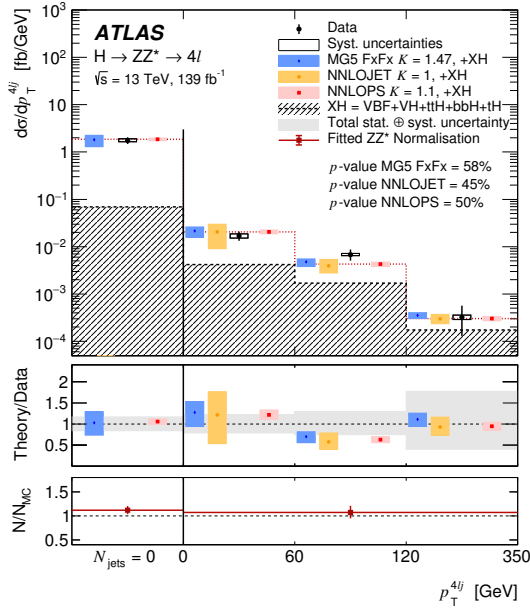 ATLAS
H → ZZ* → 4l
√s = 13 TeV, 139 fb⁻¹
Data
Syst. uncertainties
MG5 FxFx K = 1.47, +XH
NNLOJET K = 1, +XH
NNLOPS K = 1.1, +XH
XH = VBF+VH+ttH+bbH+tH
Total stat. ⊕ syst. uncertainty
Fitted ZZ* Normalisation
p-value MG5 FxFx = 58%
p-value NNLOJET = 45%
p-value NNLOPS = 50%
dσ/dp_T^{4lj} [fb/GeV]
10³
10²
10
1
10⁻¹
10⁻²
10⁻³
10⁻⁴
Theory/Data
2
1.5
1
0.5
N/N_MC
1.5
1
0.5
N_jets = 0
0
60
120
350
p_T^{4lj} [GeV]